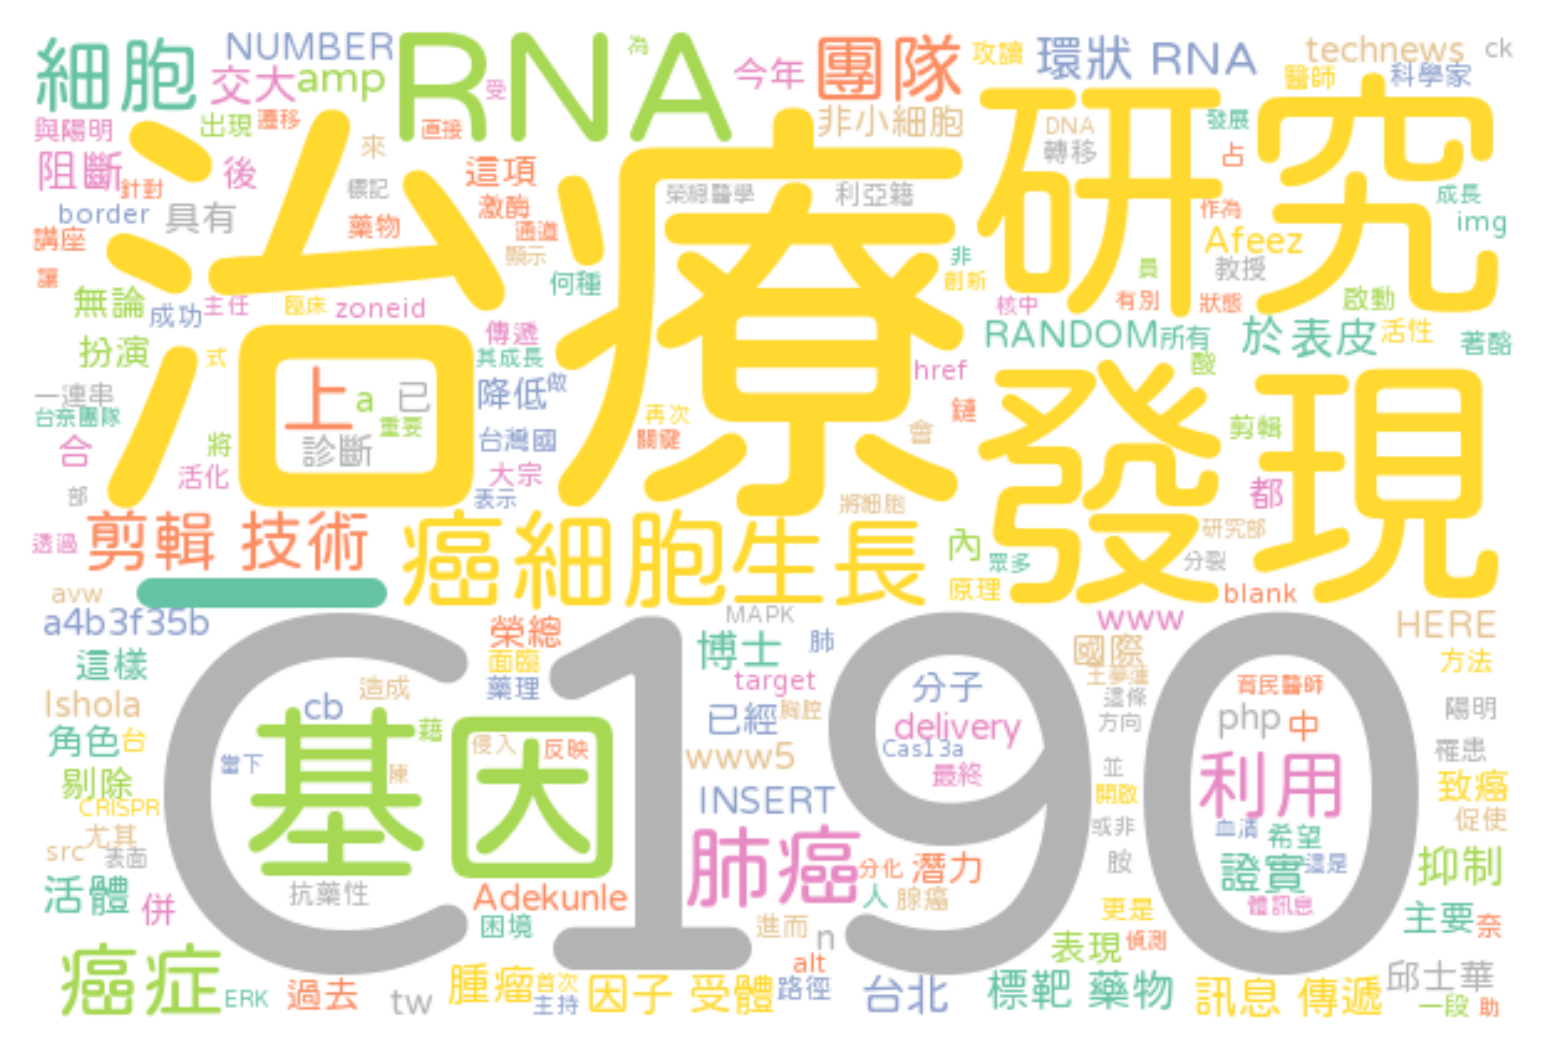 細胞
NUMBER
RNA
為
團隊
攻讀
環狀 RNA
technews
ck
交大
amp
受
今年
醫師
科學家
與陽明
出現
遷移
直接
非小細胞
DNA
發展
阻斷
針對
後
來
這項
轉移
占
border
具有
標記
激酶
榮總醫學
利亞籍
成長
img
講座
藥物
通道
作為
Afeez
讓
顯示
非
教授
無論
成功
主任
臨床
zoneid
何種
創新
員
核中
有別
狀態
啟動
治療
研究
扮演
式
傳遞
其成長
RANDOM
所有
於表皮
活性
著酪
一連串
上
a
已
降低
做
href
酸
台奈團隊
重要
再次
鏈
剪輯
合
將
診斷
台灣國
關鍵
會
發現
部
活化
大宗
表示
將細胞
都
透過
剪輯 技術
癌細胞生長
內
眾多
研究部
分裂
avw
原理
blank
a4b3f35b
榮總
MAPK
www
HERE
這樣
面臨
博士
肺
國際
方法
Ishola
cb
造成
藥理
target
分子
王夢蓮
這條
育民醫師
陽明
角色
台
藉
已經
胸腔
delivery
方向
php
中
罹患
當下
基因
陳
侵入
反映
www5
Cas13a
最終
並
C190
剔除
CRISPR
INSERT
開啟
利用
致癌
尤其
或非
血清
希望
促使
src
表面
肺癌
分化
潛力
胺
證實
這是
抑制
活體
併
抗藥性
Adekunle
人
腺癌
更是
體訊息
主要
奈
困境
進而
n
表現
偵測
癌症
ERK
過去
tw
腫瘤
首次
主持
因子 受體
alt
路徑
台北
標靶 藥物
訊息 傳遞
邱士華
一段
助